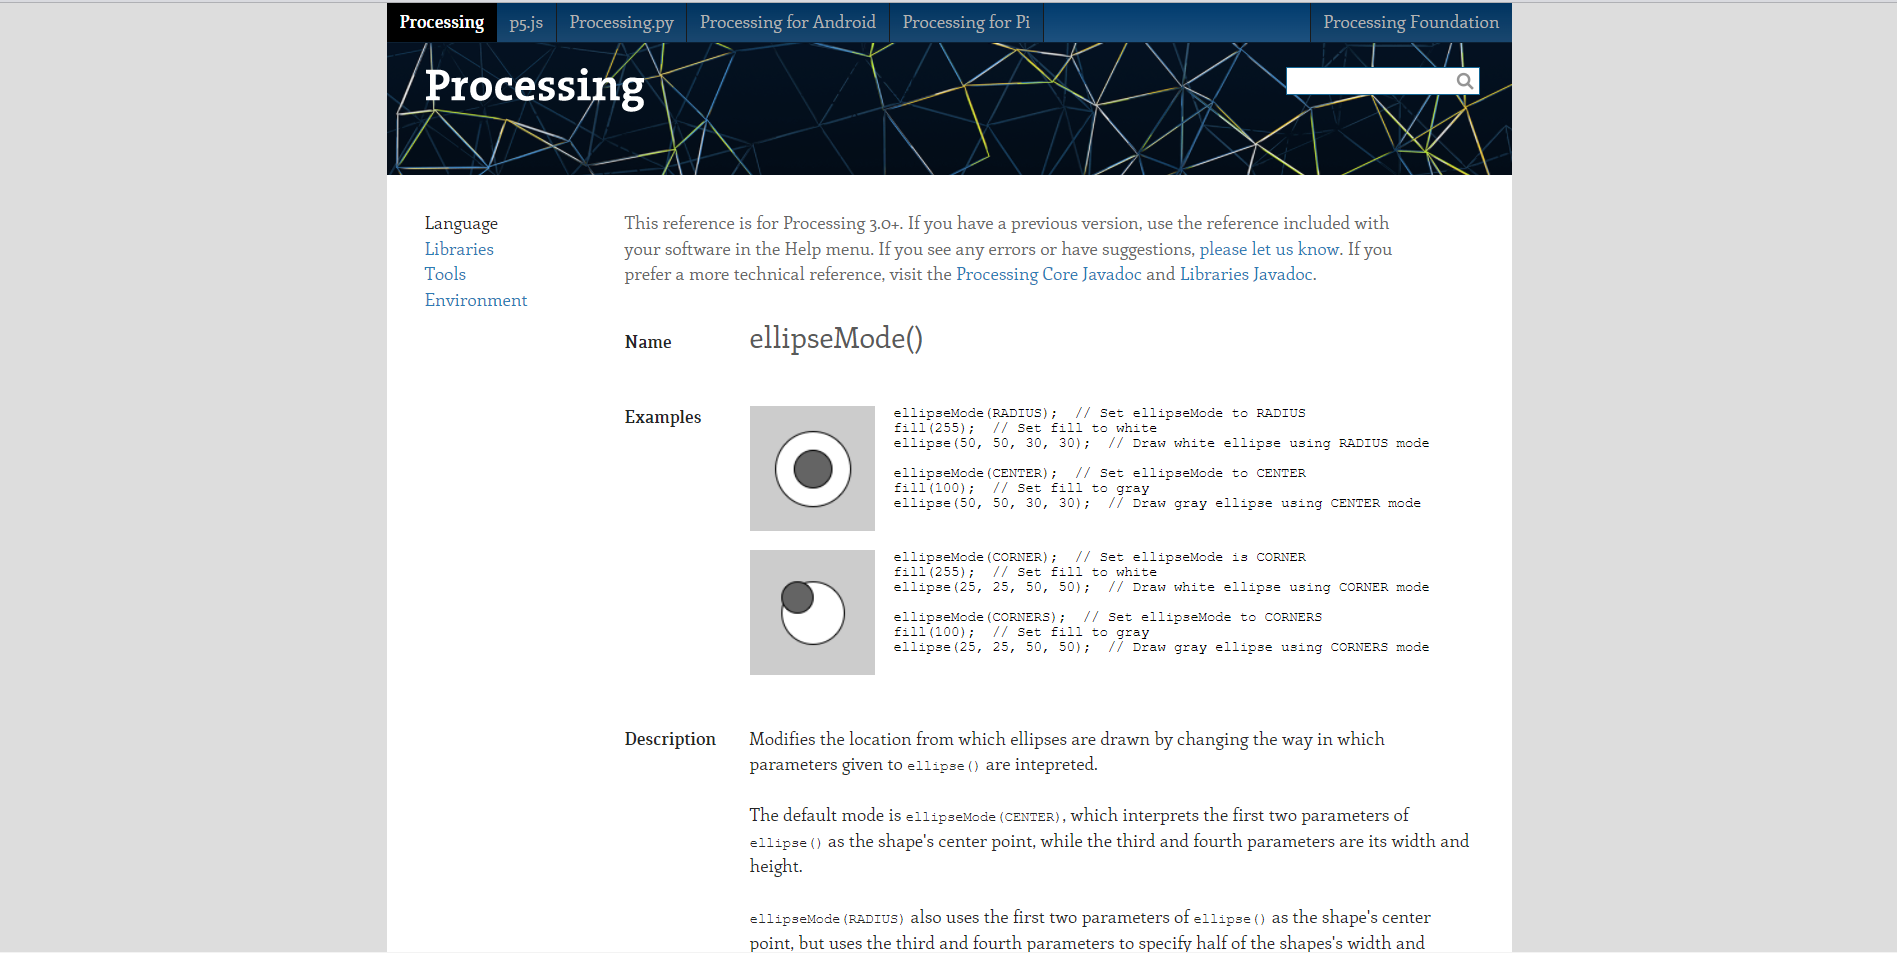 Processing p5.js Processing.py Processing for Android Processing for Pi Processing Foundation
Processing
Language
Libraries
Tools
Environment
This reference is for Processing 3.0+. If you have a previous version, use the reference included with
your software in the Help menu. If you see any errors or have suggestions, please let us know. If you
prefer a more technical reference, visit the Processing Core Javadoc and Libraries Javadoc.
Name ellipseMode()
Examples
ellipseMode(RADIUS);  // Set ellipseMode to RADIUS
fill(255);  // Set fill to white
ellipse(50, 50, 30, 30);  // Draw white ellipse using RADIUS mode
ellipseMode(CENTER);  // Set ellipseMode to CENTER
fill(100);  // Set fill to gray
ellipse(50, 50, 30, 30);  // Draw gray ellipse using CENTER mode
ellipseMode(CORNER);  // Set ellipseMode is CORNER
fill(255);  // Set fill to white
ellipse(25, 25, 50, 50);  // Draw white ellipse using CORNER mode
ellipseMode(CORNERS);  // Set ellipseMode to CORNERS
fill(100);  // Set fill to gray
ellipse(25, 25, 50, 50);  // Draw gray ellipse using CORNERS mode
Description Modifies the location from which ellipses are drawn by changing the way in which
parameters given to ellipse() are intepreted.
The default mode is ellipseMode(CENTER), which interprets the first two parameters of
ellipse() as the shape's center point, while the third and fourth parameters are its width and
height.
ellipseMode(RADIUS) also uses the first two parameters of ellipse() as the shape's center
point, but uses the third and fourth parameters to specify half of the shapes's width and